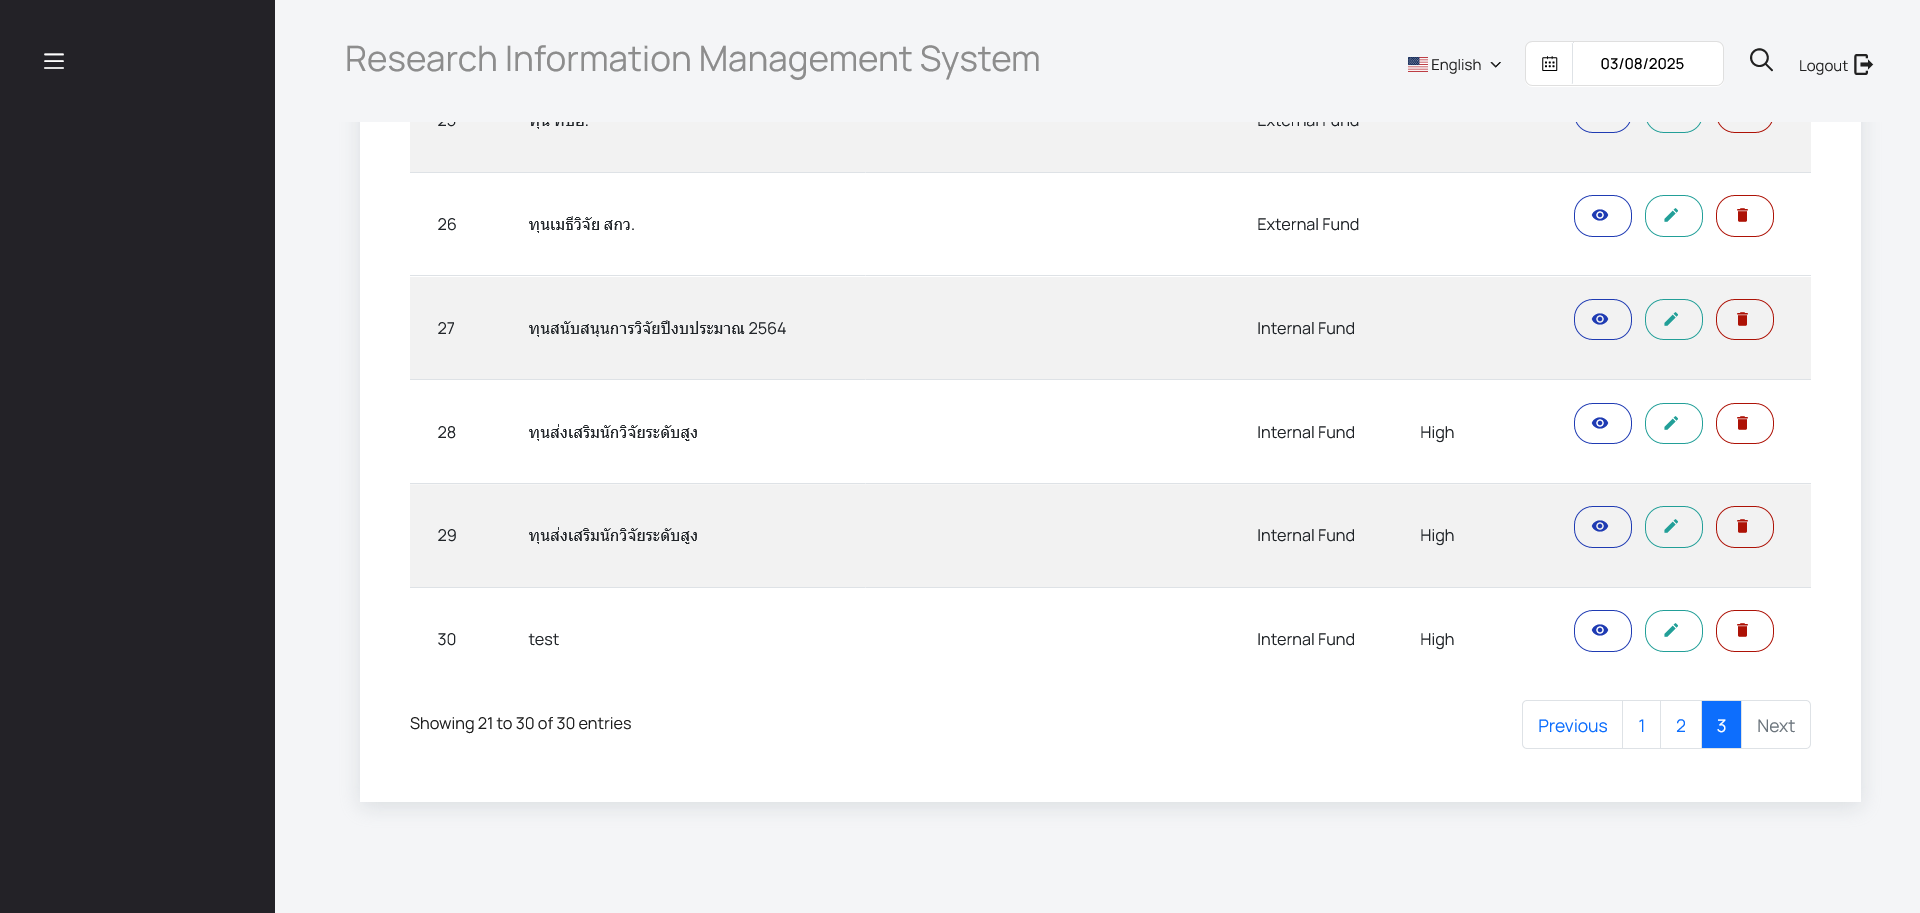 Research Information Management System
English
03/08/2025
Logout
26 ทุนเมธีวิจัย สกว. External Fund
27 ทุนสนับสนุนการวิจัยปีงบประมาณ 2564 Internal Fund
28 ทุนส่งเสริมนักวิจัยระดับสูง Internal Fund High
29 ทุนส่งเสริมนักวิจัยระดับสูง Internal Fund High
30 test Internal Fund High
Showing 21 to 30 of 30 entries
Previous 1 2 3 Next